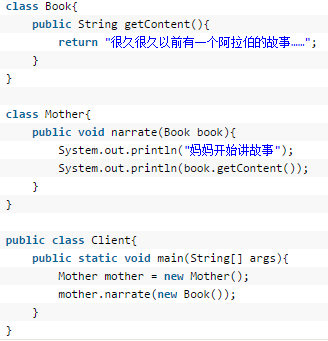 class Book{
    public String getContent(){
        return "很久很久以前有一个阿拉伯的故事……";
    }
}

class Mother{
    public void narrate(Book book){
        System.out.println("妈妈开始讲故事");
        System.out.println(book.getContent());
    }
}

public class Client{
    public static void main(String[] args){
        Mother mother = new Mother();
        mother.narrate(new Book());
    }
}